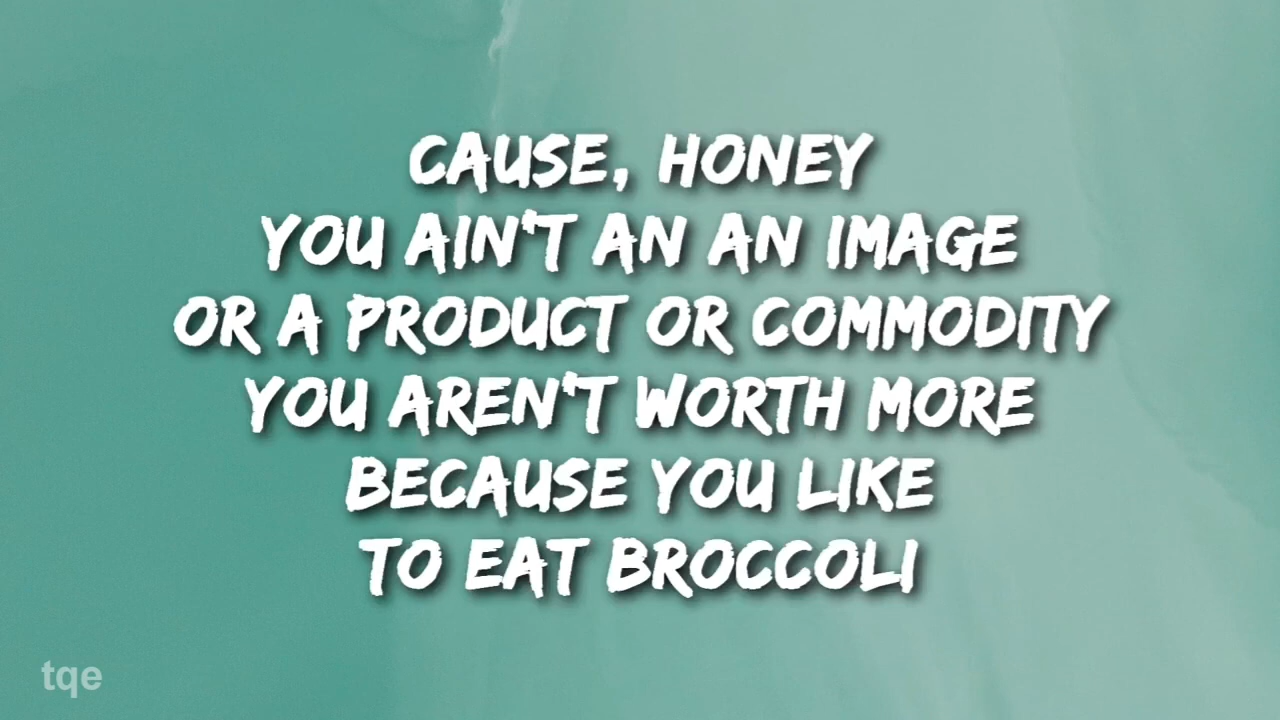 CAUSE, HONEY
YOU AIN'T AN AN IMAGE
OR A PRODUCT OR COMMODITY
YOU AREN'T WORTH MORE
BECAUSE YOU LIKE
TO EAT BROCCOLI
tqe